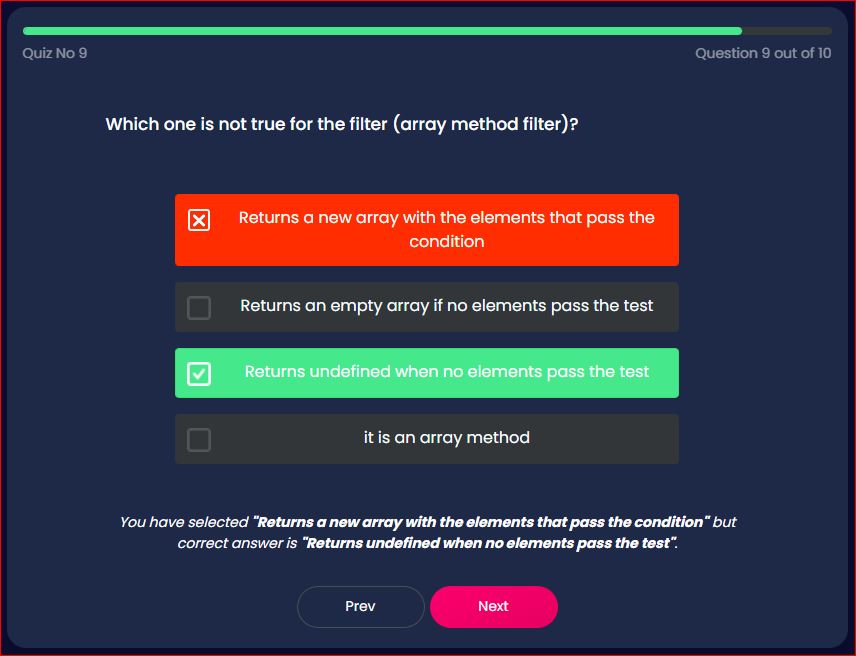 Quiz No 9
Question 9 out of 10
Which one is not true for the filter (array method filter)?
Returns a new array with the elements that pass the
condition
Returns an empty array if no elements pass the test
Returns undefined when no elements pass the test
it is an array method
You have selected "Returns a new array with the elements that pass the condition" but
correct answer is "Returns undefined when no elements pass the test".
Prev
Next